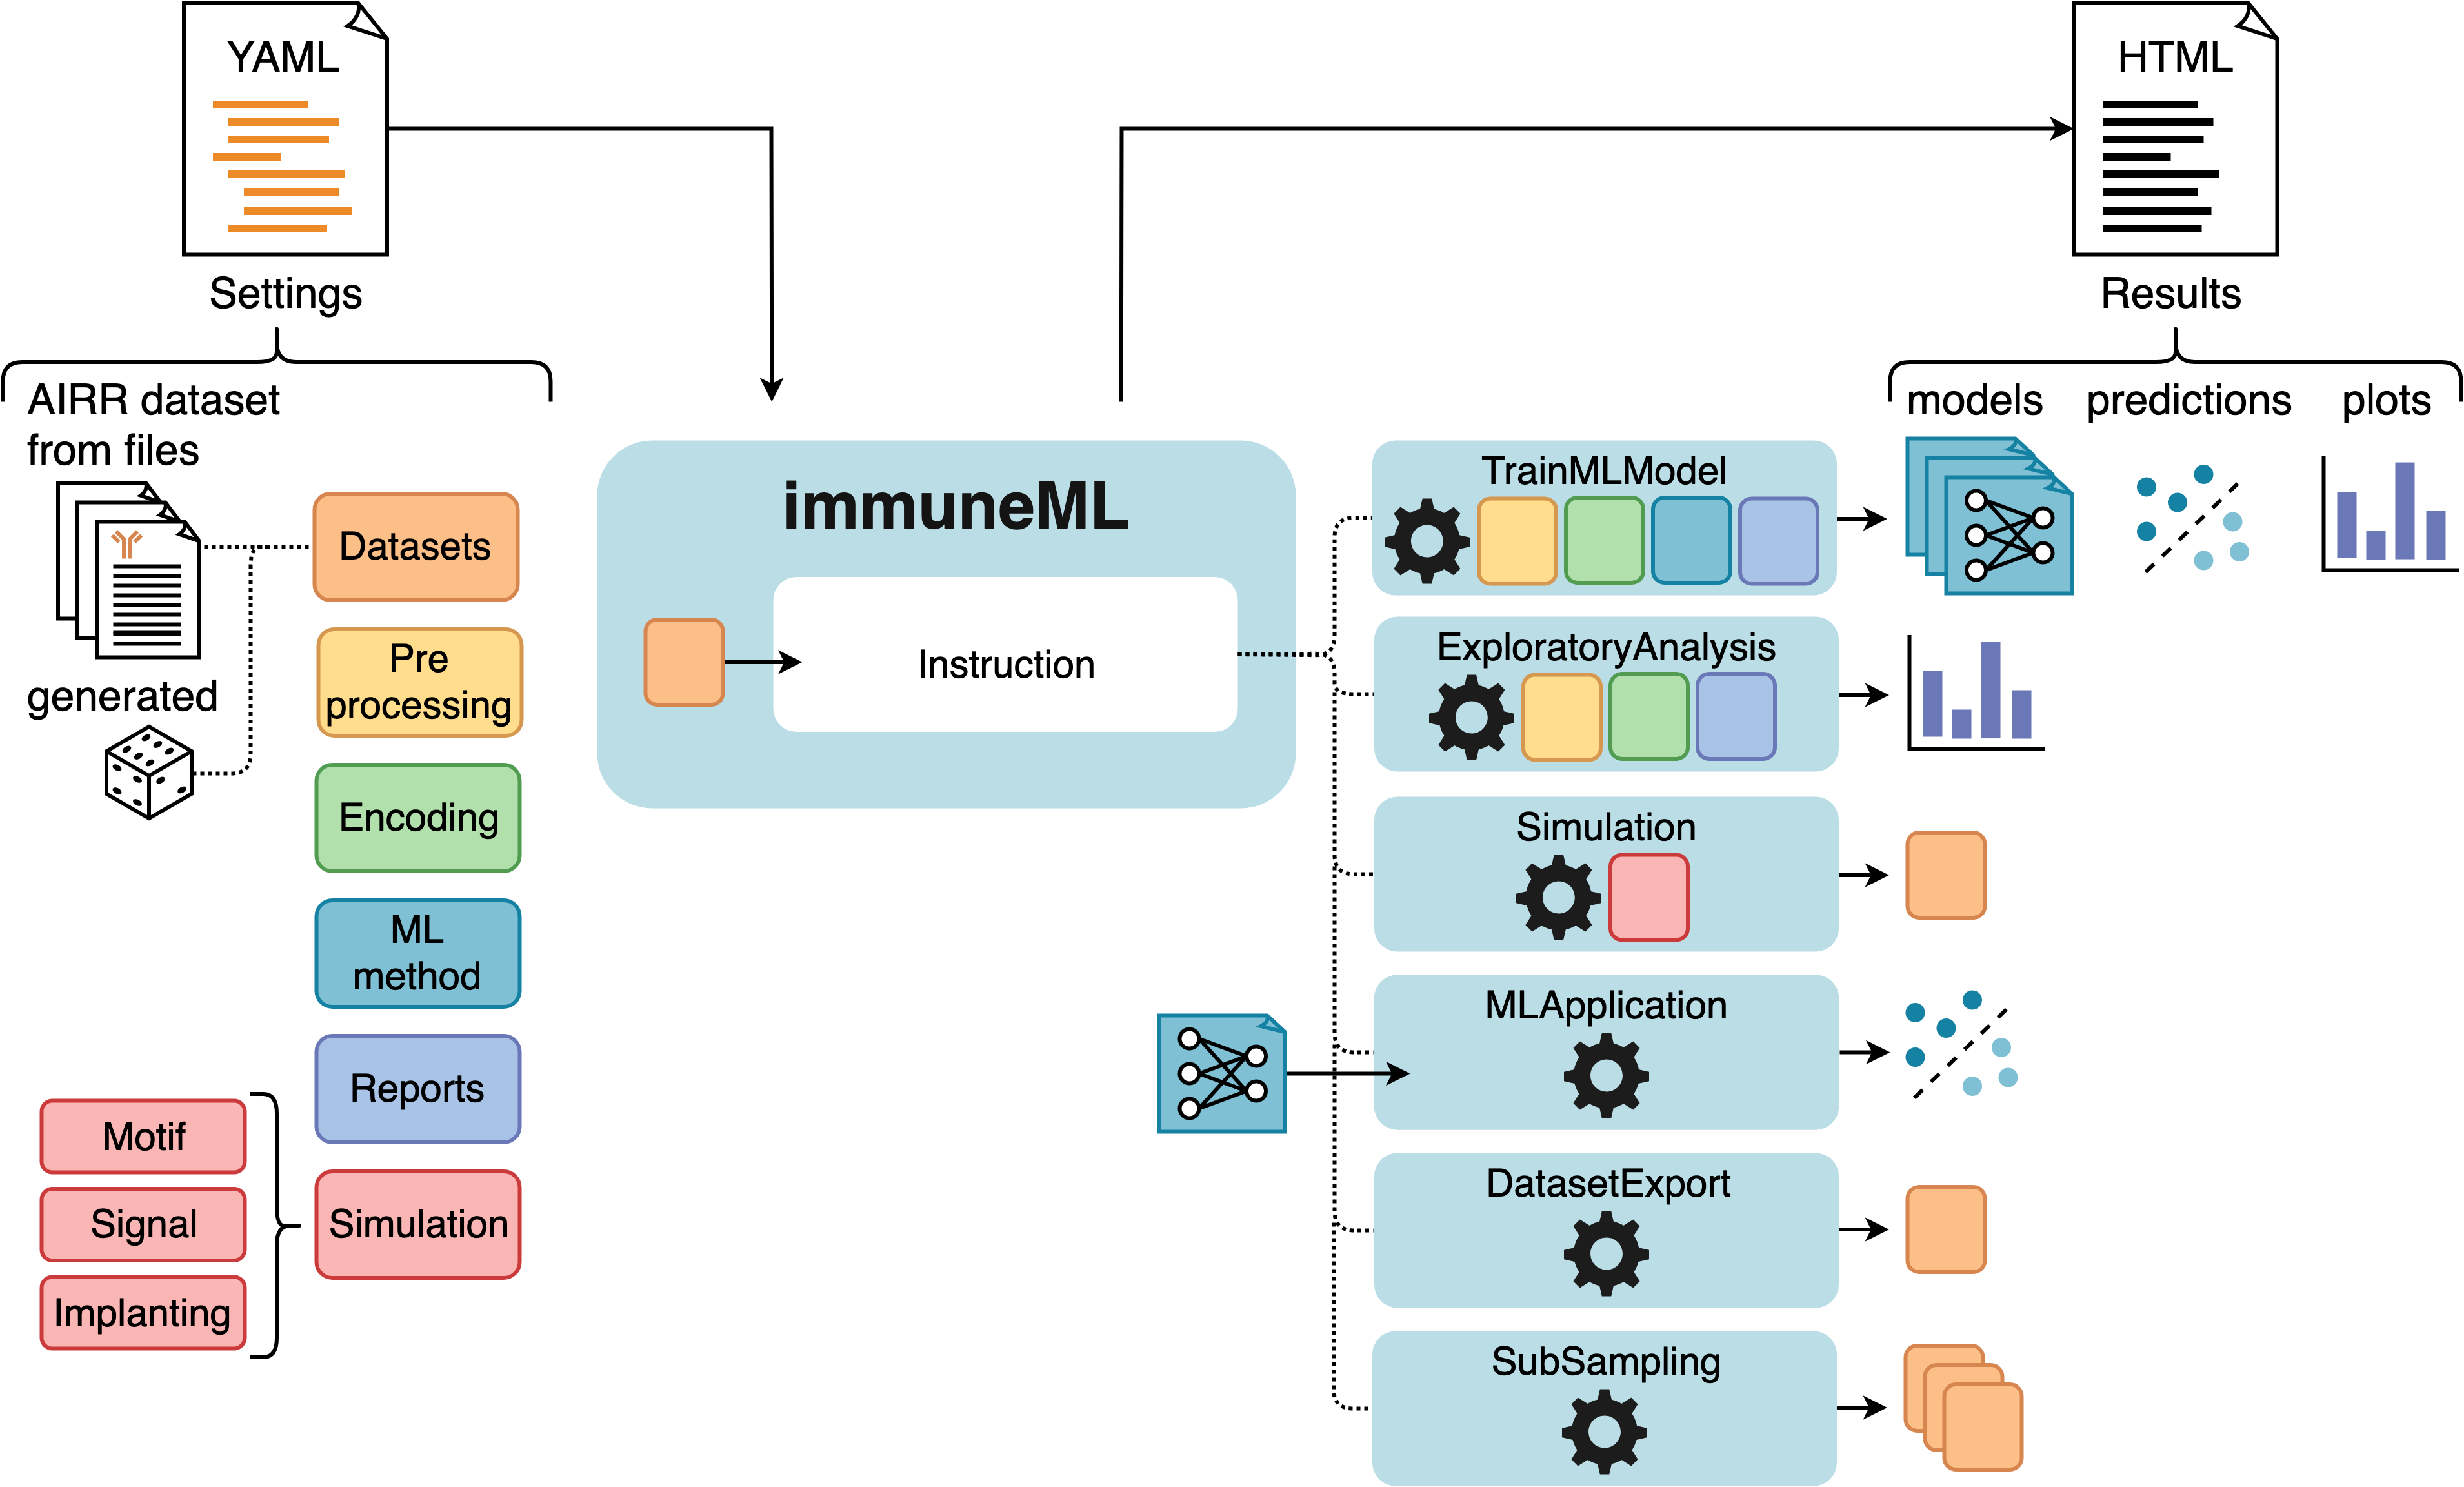 YAML
Settings
AIRR dataset
from files
generated
Datasets
Pre
processing
Encoding
ML
method
Reports
Simulation
Motif
Signal
Implanting
immuneML
Instruction
TrainMLModel
ExploratoryAnalysis
Simulation
MLApplication
DatasetExport
SubSampling
HTML
Results
models predictions plots